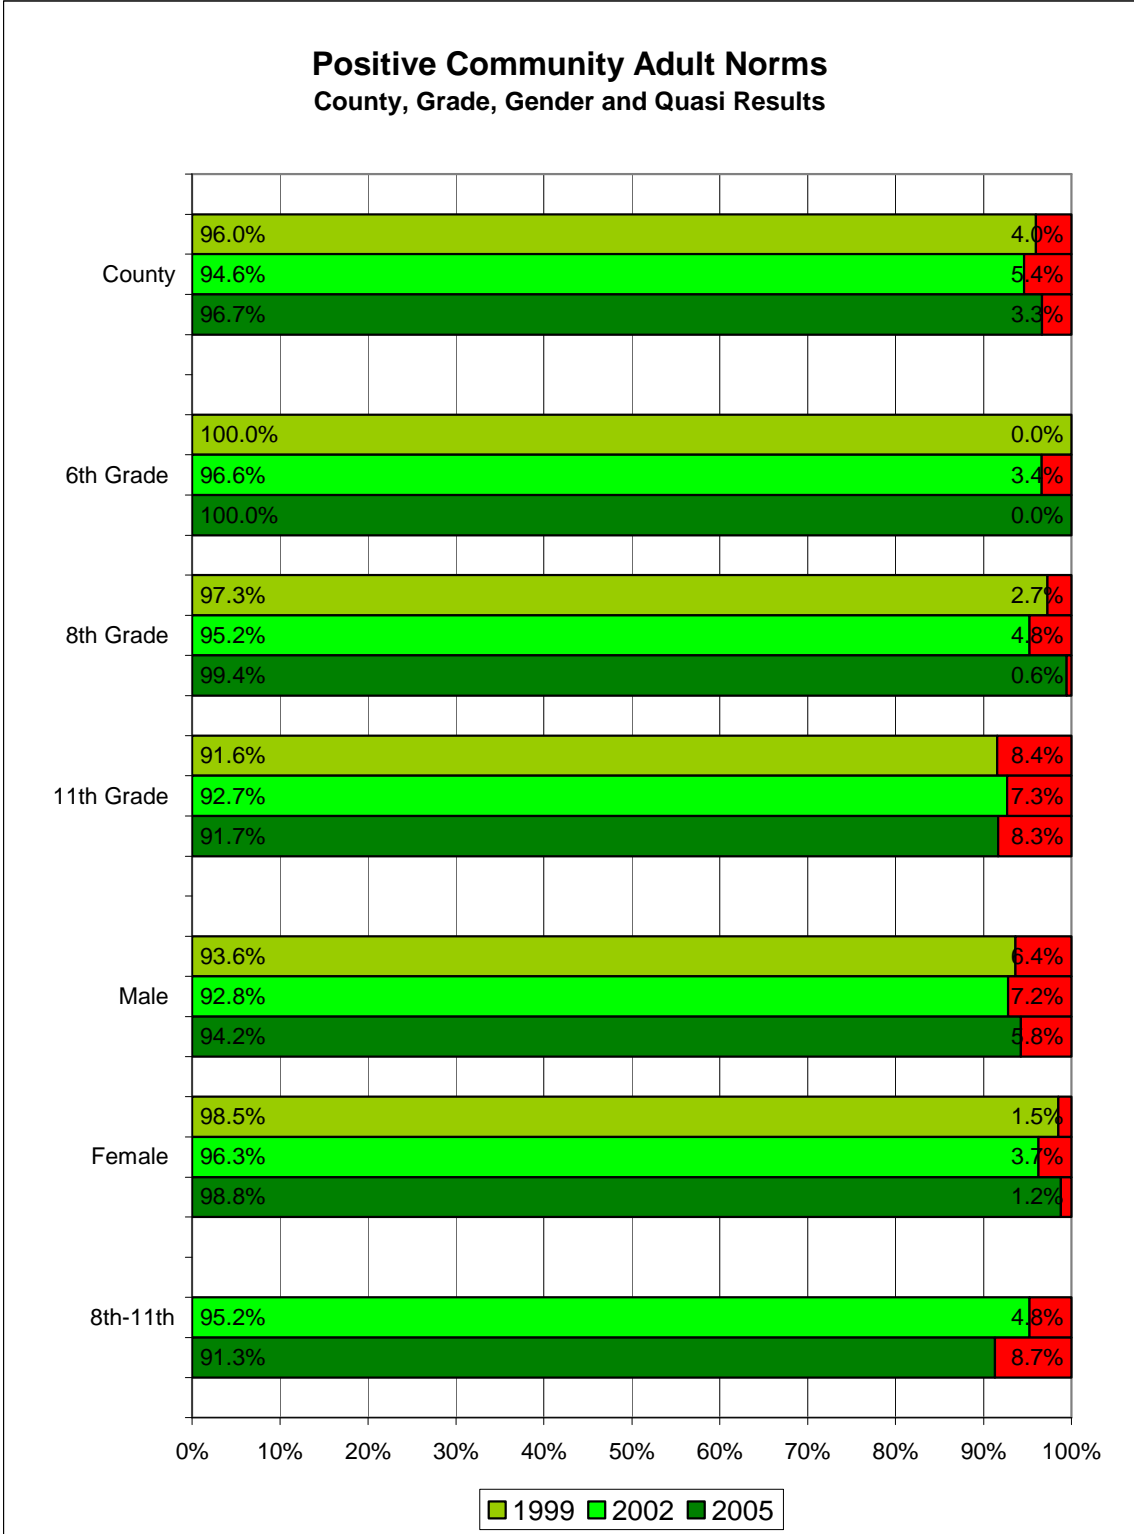 Positive Community Adult Norms
County, Grade, Gender and Quasi Results
96.0% 4.0%
County
94.6% 5.4%
96.7% 3.3%
100.0% 0.0%
6th Grade
96.6% 3.4%
100.0% 0.0%
97.3% 2.7%
8th Grade
95.2% 4.8%
99.4% 0.6%
91.6% 8.4%
11th Grade
92.7% 7.3%
91.7% 8.3%
93.6% 6.4%
Male
92.8% 7.2%
94.2% 5.8%
98.5% 1.5%
Female
96.3% 3.7%
98.8% 1.2%
8th-11th
95.2% 4.8%
91.3% 8.7%
0% 10% 20% 30% 40% 50% 60% 70% 80% 90% 100%
1999 2002 2005